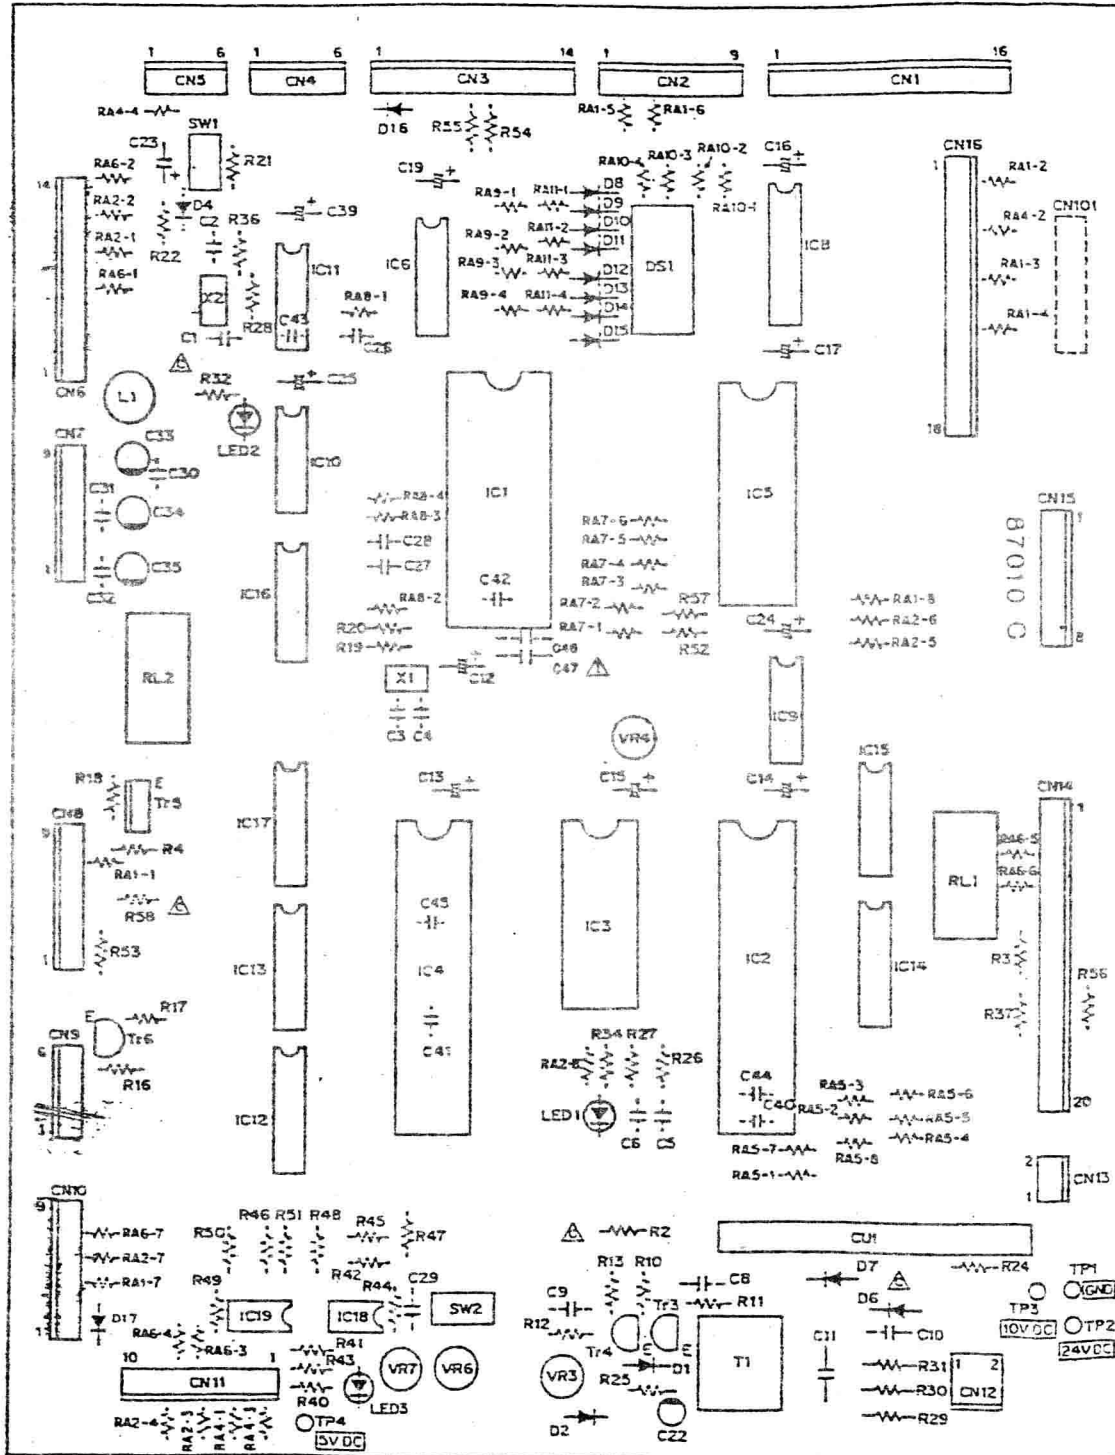 1 6 1 6 1 14 1 9 1 16
CN5 CN4 CN3 CN2 CN1
RA4-4 D16 R55 R54 RA1-5 RA1-6
SW1
C23 R21 C19 C16 CN16
RA6-2 RA10-4 RA10-3 RA10-2 1 RA1-2
14 D4 RA9-1 RA11-1 D8
RA2-2 C2 R36 C39 D9 RA10-1 RA4-2 CN101
R22 RA9-2 RA11-2 D10
RA2-1 D11 IC8
IC11 IC6 RA9-3 RA11-3 DS1 RA1-3
RA6-1 X2 D12
D13
R28 RA8-1 RA9-4 RA11-4 D14 RA1-4
C1 C43 C26 D15
C17
1 C
CN6 L1 R32 C25
CN7 C33 LED2 18
9 C30 IC10
C31 IC1 IC5 CN15
RA8-4 1
C34 RA8-3 RA7-6
C28 RA7-5
C35 C27 RA7-4 87010 C
1 C32 IC16 C42 RA7-3
RA8-2 RA7-2 R57 RA1-8
R20 RA7-1 C24 RA2-6
R19 C46 R52 RA2-5 8
RL2 X1 C12 C47
C3 C4 VR4 IC9
IC15
R18 E C13 C15 C14 CN14
CN8 Tr5 1
9 IC17
R4 RL1 RA6-5
RA1-1 RA6-6
R58 C C45
R53 IC3 IC2
1 IC13 IC4 IC14 R3 R56
R17 R37
CN9 E Tr6 C41 R34 R27
6 R16 RA2-8 R26
C44 RA5-3 RA5-6 20
IC12 LED1 C40 RA5-2 RA5-5
C6 C5 RA5-4
RA5-7 RA5-8 2
CN10 RA5-1 1 CN13
9 R46 R51 R48 R45
RA6-7 R50 R47 C R2 CU1
RA2-7 R13 R10 C8 D7 C R24 TP1
RA1-7 R49 R42 R44 C29 C9 Tr3 R11 D6 GND
D17 IC19 IC18 SW2 R12 TP3 TP2
1 RA6-4 RA6-3 R41 Tr4 E E D1 T1 C11 C10 10V DC 24V DC
10 1 R43 VR7 VR6 VR3 R31 1 2
CN11 R40 LED3 R25 R30 CN12
RA2-4 RA2-3 RA4-1 RA4-3 TP4 D2 C22 R29
5V DC